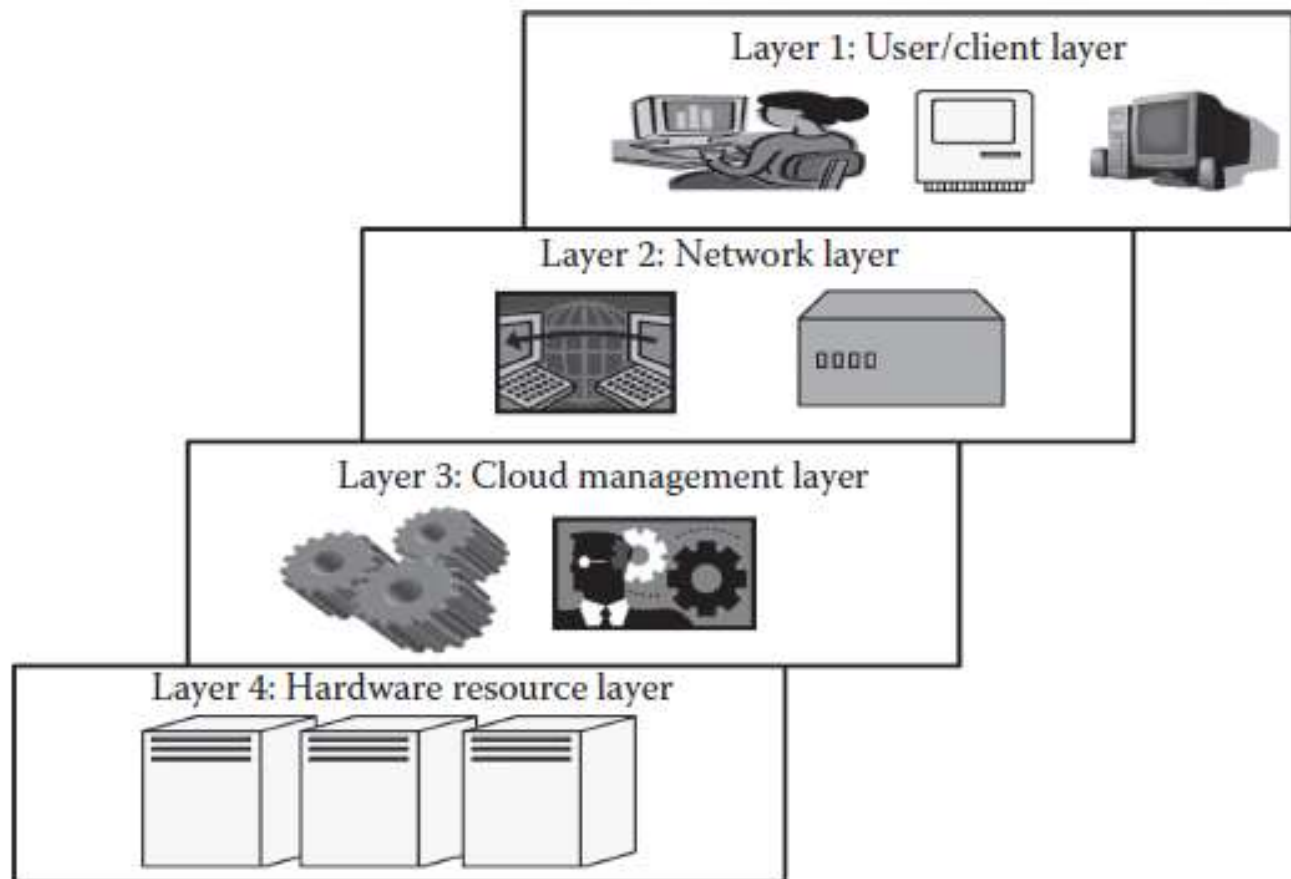 Layer 1: User/client layer
Layer 2: Network layer
Layer 3: Cloud management layer
Layer 4: Hardware resource layer